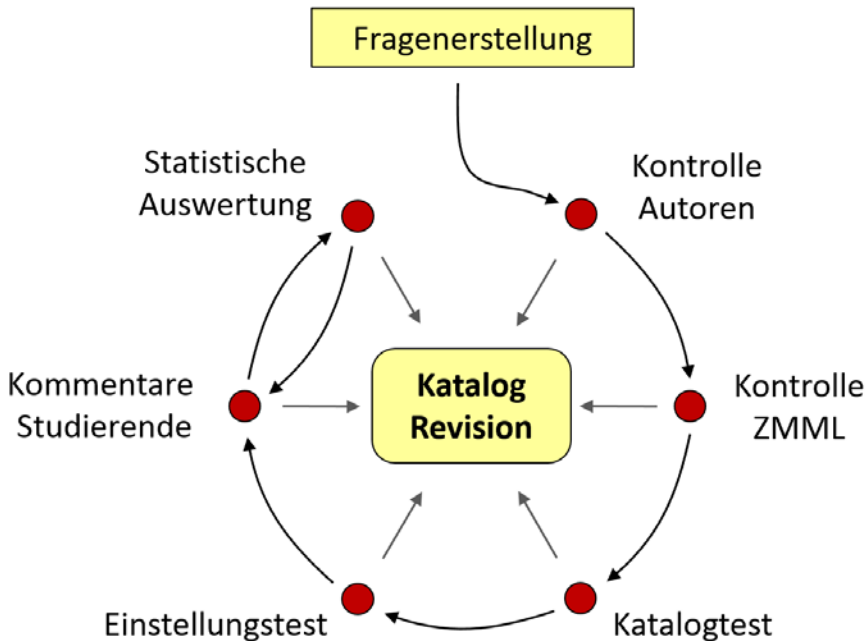 Fragenerstellung
Statistische
Auswertung
Kontrolle
Autoren
Kommentare
Studierende
Katalog
Revision
Kontrolle
ZMML
Einstellungstest
Katalogtest